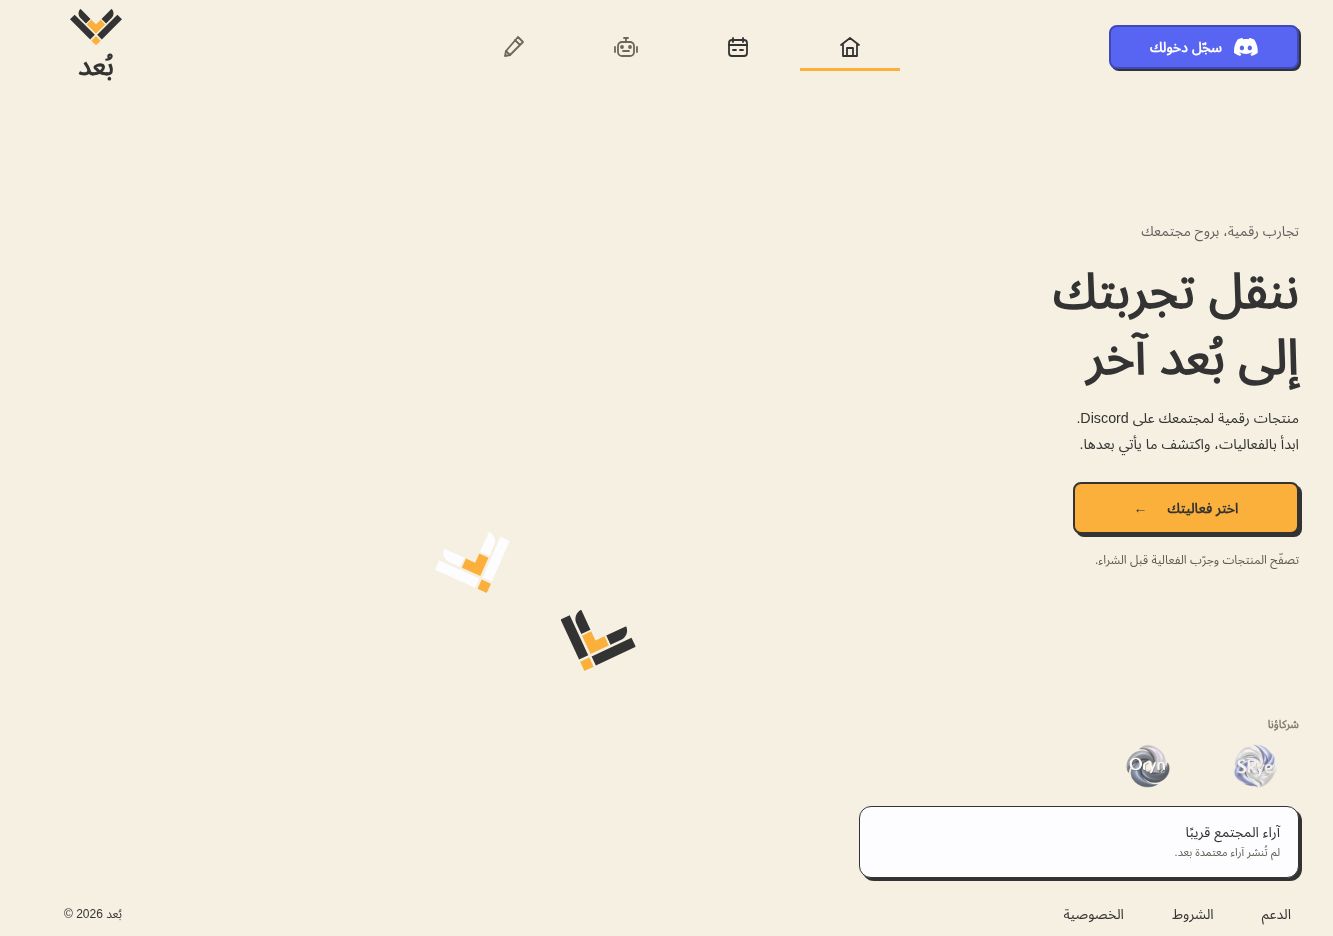 سجّل دخولك
بُعد
تجارب رقمية، بروح مجتمعك
ننقل تجربتك
إلى بُعد آخر
منتجات رقمية لمجتمعك على Discord.
ابدأ بالفعاليات، واكتشف ما يأتي بعدها.
اختر فعاليتك ←
تصفّح المنتجات وجرّب الفعالية قبل الشراء.
شركاؤنا
SKye
Oryn
آراء المجتمع قريبًا
لم تُنشر آراء معتمدة بعد.
الدعم
الشروط
الخصوصية
بُعد 2026 ©